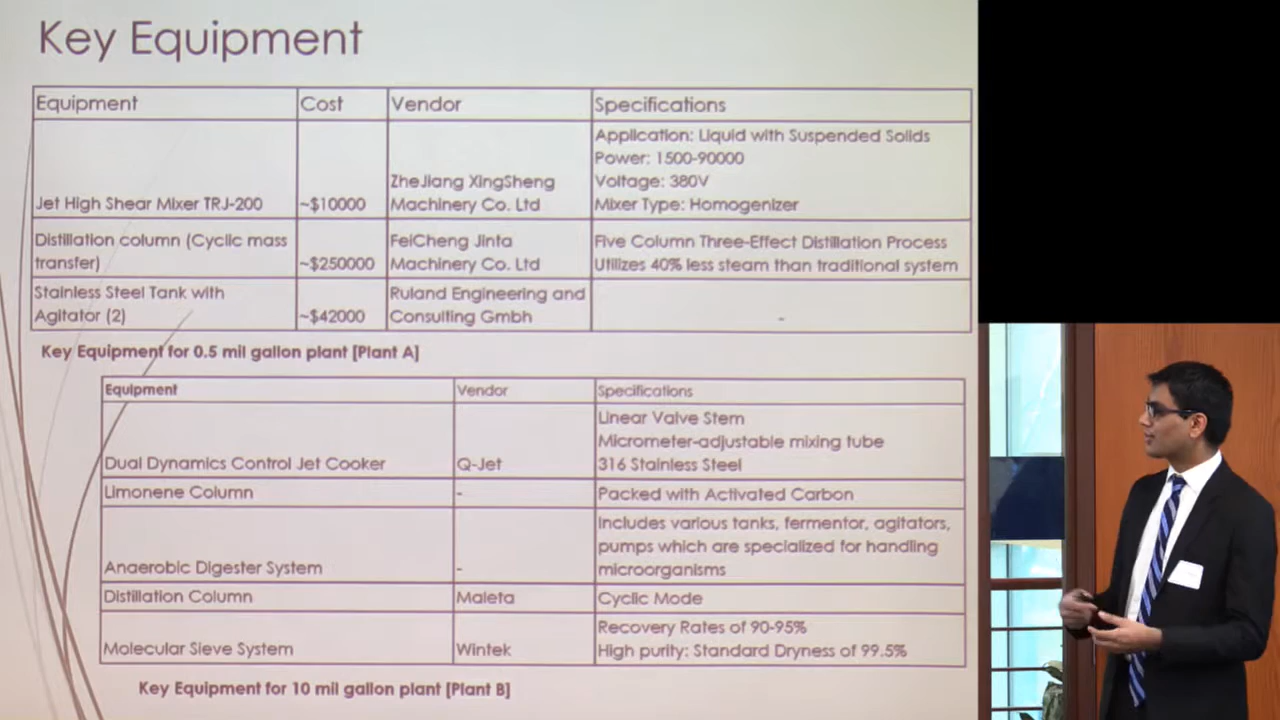 Key Equipment
Equipment Cost Vendor Specifications
Application: Liquid with Suspended Solids
Power: 1500-90000
ZheJiang XingSheng Voltage: 380V
Jet High Shear Mixer TRJ-200 ~$10000 Machinery Co. Ltd Mixer Type: Homogenizer
Distillation column (Cyclic mass FeiCheng Jinta Five Column Three-Effect Distillation Process
transfer) ~$250000 Machinery Co. Ltd Utilizes 40% less steam than traditional system
Stainless Steel Tank with Ruland Engineering and
Agitator (2) ~$42000 Consulting Gmbh -
Key Equipment for 0.5 mil gallon plant [Plant A]
Equipment Vendor Specifications
Linear Valve Stem
Micrometer-adjustable mixing tube
Dual Dynamics Control Jet Cooker Q-Jet 316 Stainless Steel
Limonene Column - Packed with Activated Carbon
Includes various tanks, fermentor, agitators,
pumps which are specialized for handling
Anaerobic Digester System - microorganisms
Distillation Column Maleta Cyclic Mode
Recovery Rates of 90-95%
Molecular Sieve System Wintek High purity: Standard Dryness of 99.5%
Key Equipment for 10 mil gallon plant [Plant B]